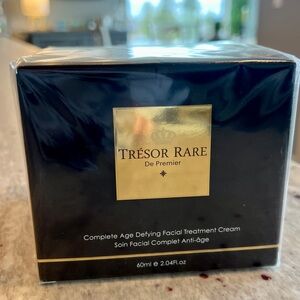 TRÉSOR RARE
De Premier
Complete Age Defying Facial Treatment Cream
Soin Facial Complet Anti-âge
60ml e 2.04Fl.oz